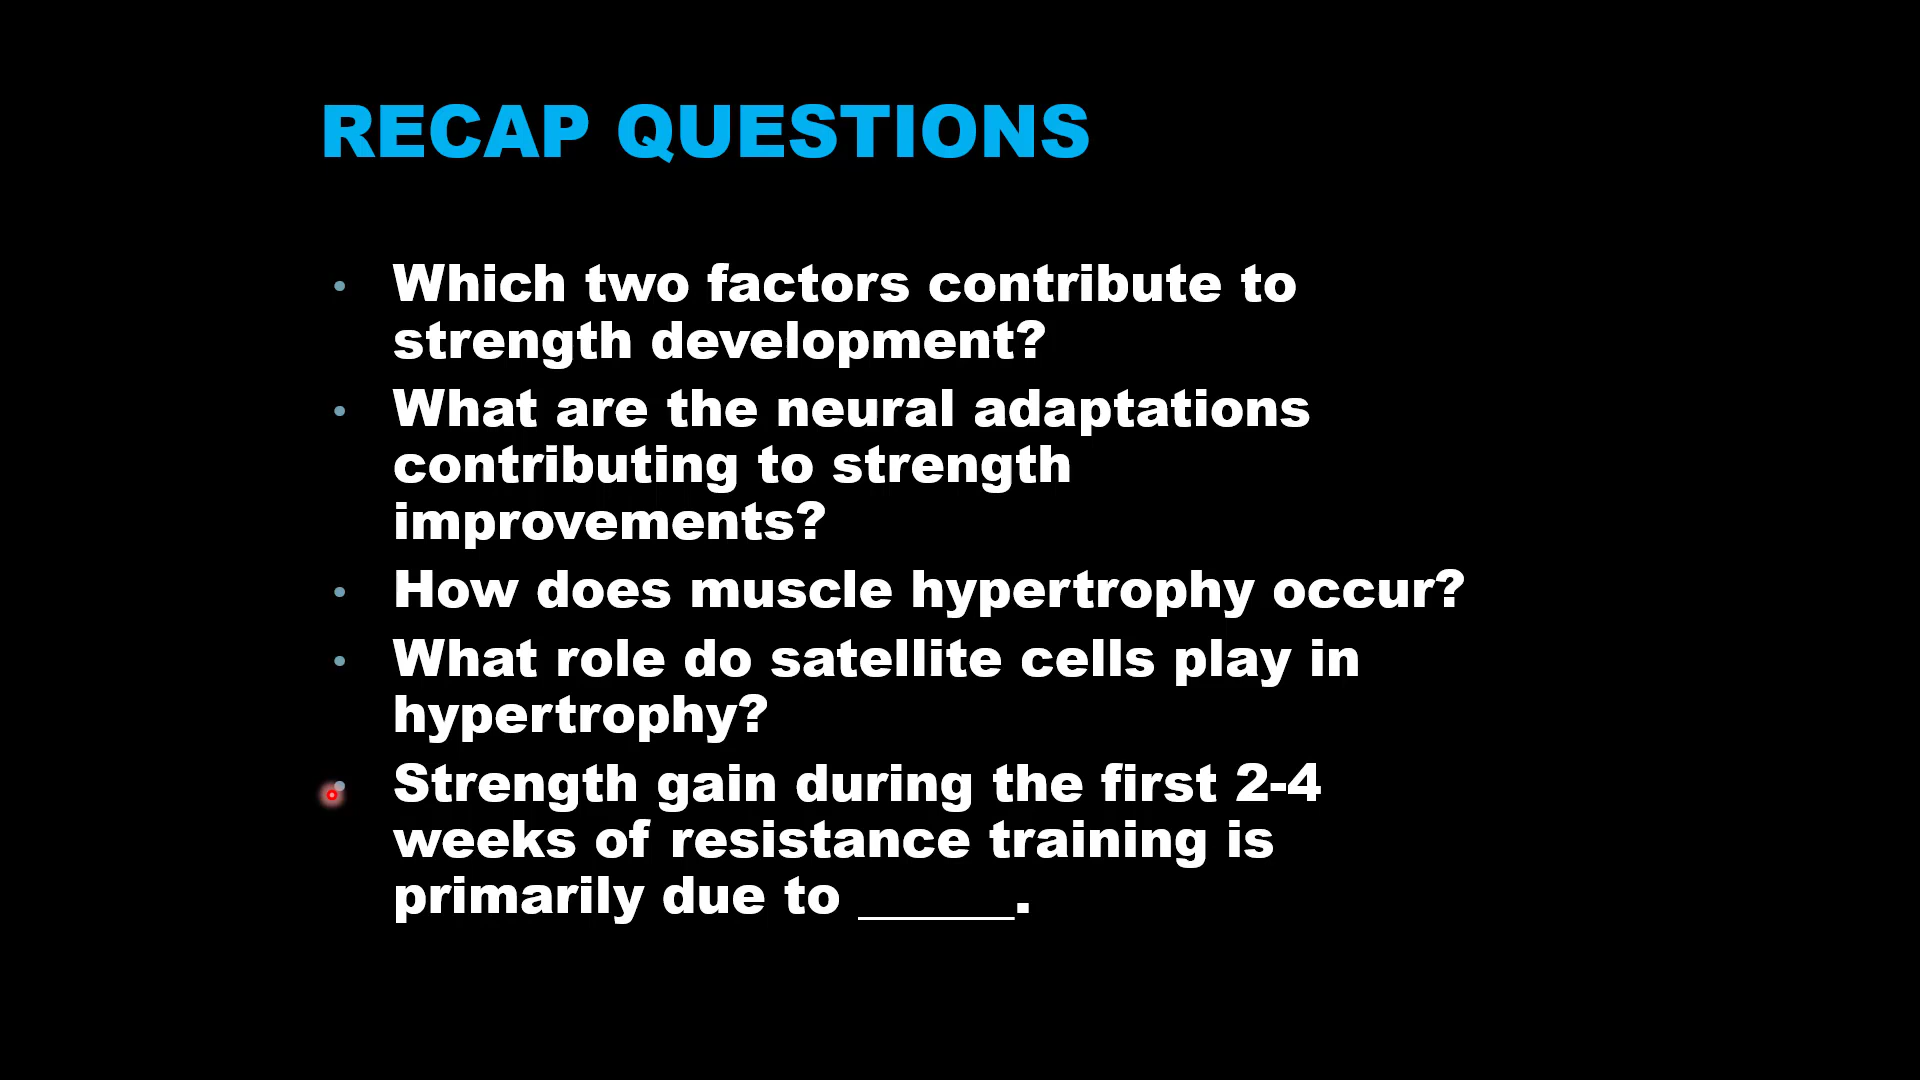 RECAP QUESTIONS
• Which two factors contribute to
strength development?
• What are the neural adaptations
contributing to strength
improvements?
• How does muscle hypertrophy occur?
• What role do satellite cells play in
hypertrophy?
• Strength gain during the first 2-4
weeks of resistance training is
primarily due to ______.